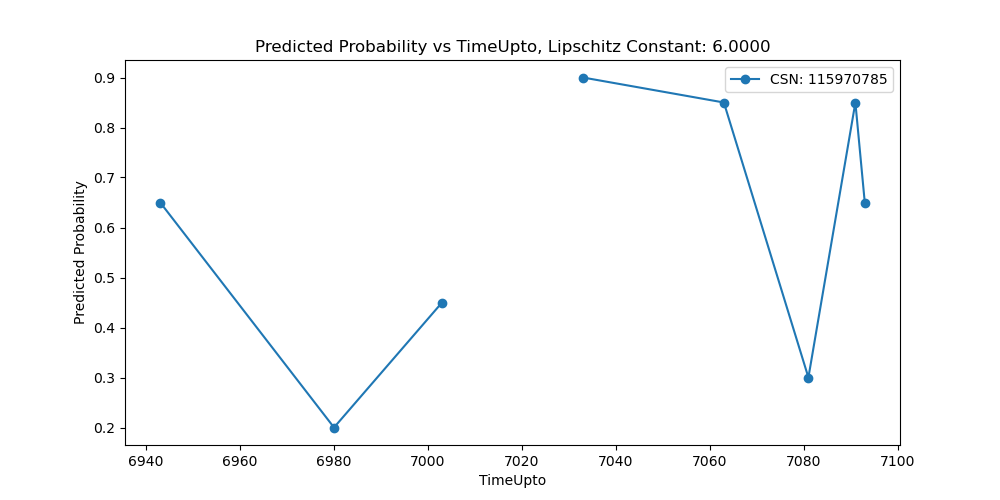 Predicted Probability vs TimeUpto, Lipschitz Constant: 6.0000
CSN: 115970785
Predicted Probability
0.9
0.8
0.7
0.6
0.5
0.4
0.3
0.2
6940 6960 6980 7000 7020 7040 7060 7080 7100
TimeUpto